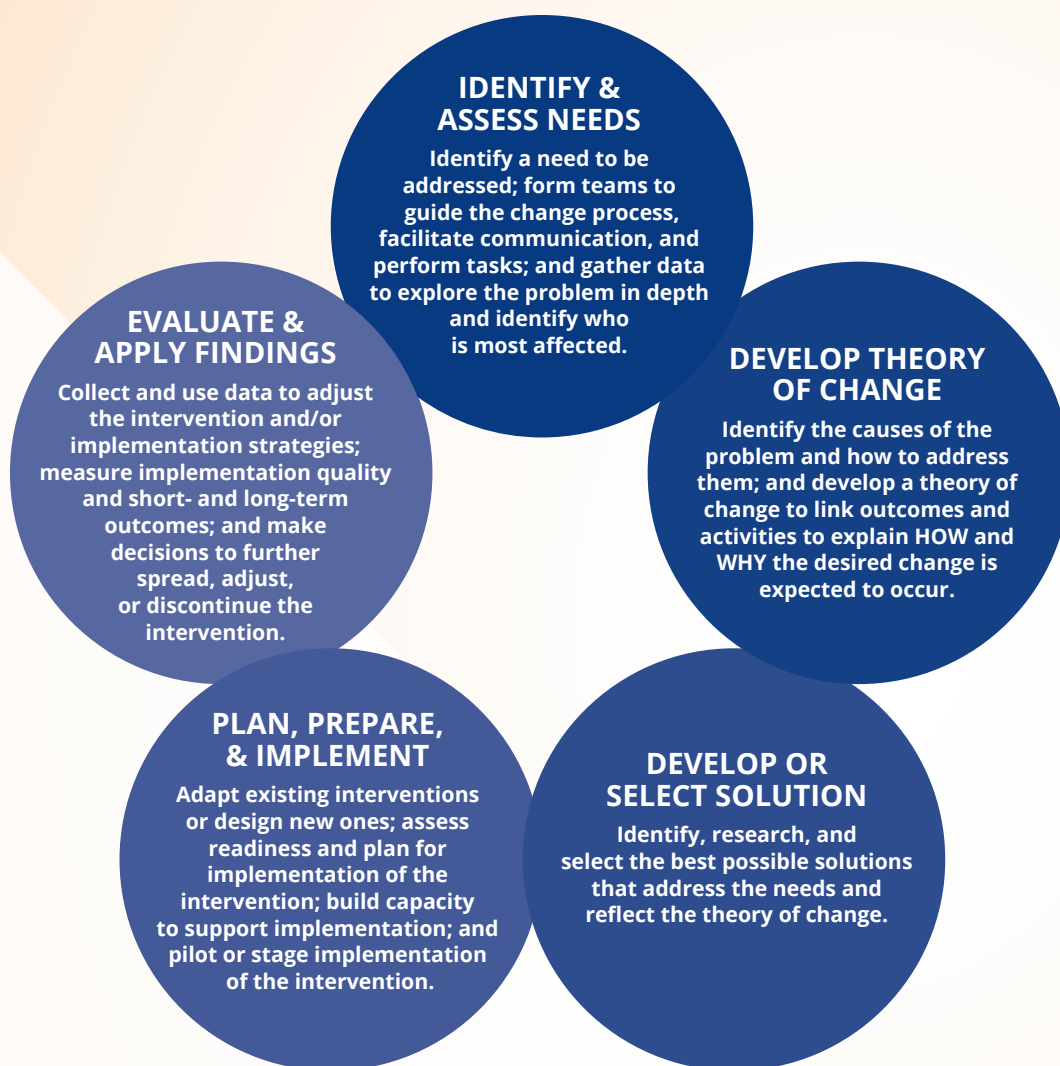 IDENTIFY &
ASSESS NEEDS
Identify a need to be
addressed; form teams to
guide the change process,
facilitate communication, and
perform tasks; and gather data
to explore the problem in depth
and identify who
is most affected.
DEVELOP THEORY
OF CHANGE
Identify the causes of the
problem and how to address
them; and develop a theory of
change to link outcomes and
activities to explain HOW and
WHY the desired change is
expected to occur.
DEVELOP OR
SELECT SOLUTION
Identify, research, and
select the best possible solutions
that address the needs and
reflect the theory of change.
PLAN, PREPARE,
& IMPLEMENT
Adapt existing interventions
or design new ones; assess
readiness and plan for
implementation of the
intervention; build capacity
to support implementation; and
pilot or stage implementation
of the intervention.
EVALUATE &
APPLY FINDINGS
Collect and use data to adjust
the intervention and/or
implementation strategies;
measure implementation quality
and short- and long-term
outcomes; and make
decisions to further
spread, adjust,
or discontinue the
intervention.